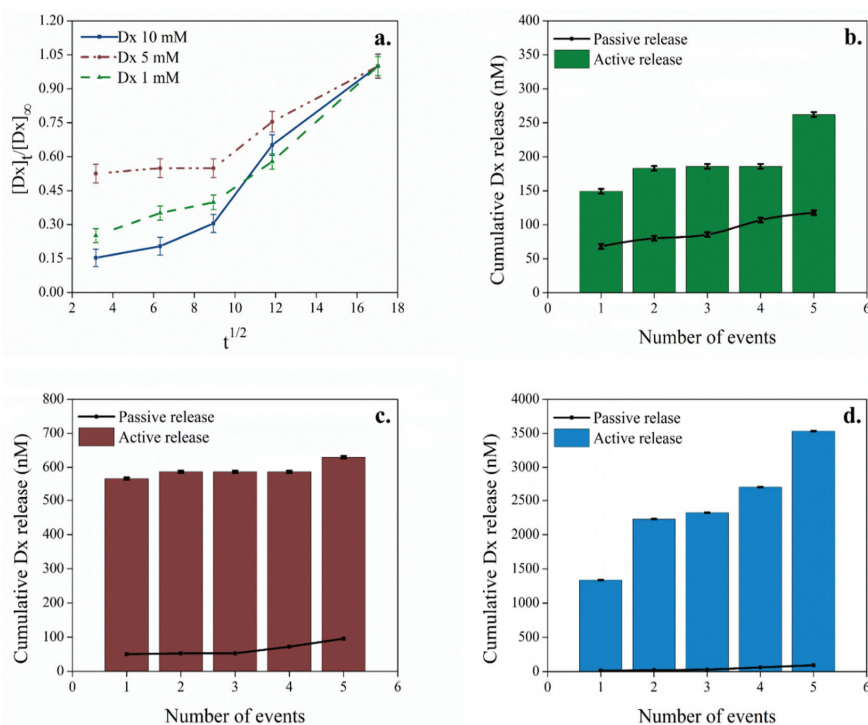 a.
Dx 10 mM
Dx 5 mM
Dx 1 mM
1.20
1.05
0.90
0.75
0.60
0.45
0.30
0.15
0.00
[Dx]t/[Dx]∞
2 4 6 8 10 12 14 16 18
t^1/2
b.
Passive release
Active release
400
350
300
250
200
150
100
50
0
Cumulative Dx release (nM)
0 1 2 3 4 5 6
Number of events
c.
Passive release
Active release
800
700
600
500
400
300
200
100
0
Cumulative Dx release (nM)
0 1 2 3 4 5 6
Number of events
d.
Passive relase
Active release
4000
3500
3000
2500
2000
1500
1000
500
0
Cumulative Dx release (nM)
0 1 2 3 4 5 6
Number of events